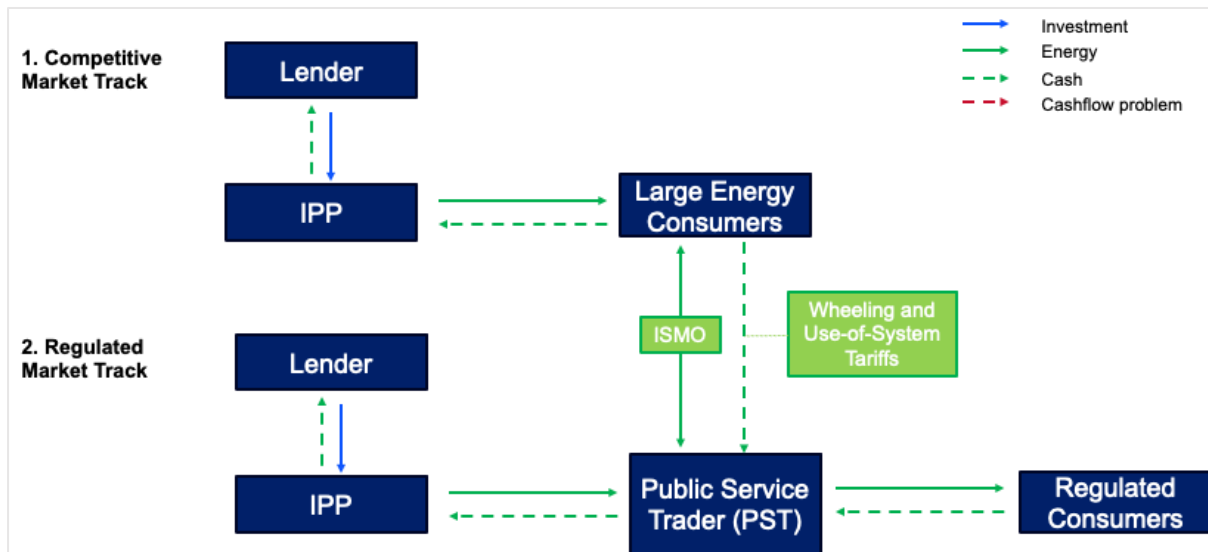 1. Competitive
Market Track
Lender
Investment
Energy
Cash
Cashflow problem
IPP
Large Energy
Consumers
ISMO
Wheeling and
Use-of-System
Tariffs
2. Regulated
Market Track
Lender
IPP
Public Service
Trader (PST)
Regulated
Consumers